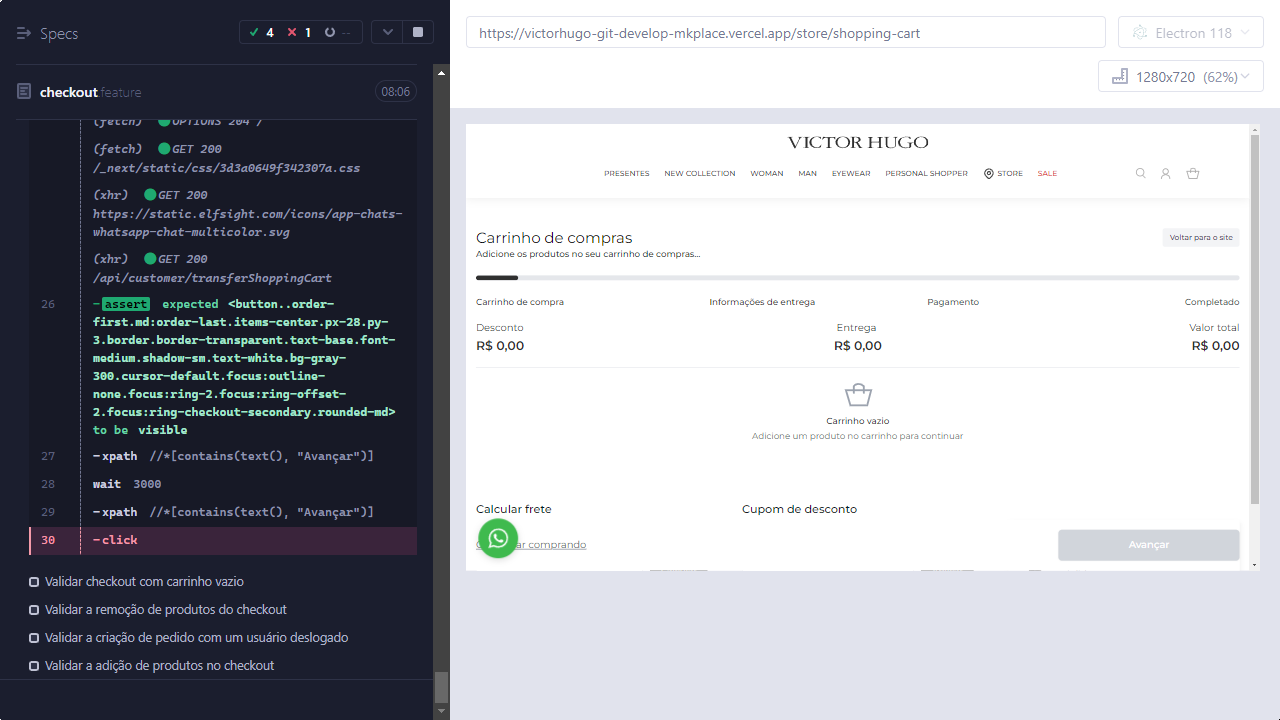 Specs
4
1
--
checkout.feature
08:06
(fetch) OPTIONS 204 /
(fetch) GET 200
/_next/static/css/3d3a0649f342307a.css
(xhr) GET 200
https://static.elfsight.com/icons/app-chats-
whatsapp-chat-multicolor.svg
(xhr) GET 200
/api/customer/transferShoppingCart
26 -assert expected <button..order-
first.md:order-last.items-center.px-28.py-
3.border.border-transparent.text-base.font-
medium.shadow-sm.text-white.bg-gray-
300.cursor-default.focus:outline-
none.focus:ring-2.focus:ring-offset-
2.focus:ring-checkout-secondary.rounded-md>
to be visible
27 -xpath //*[contains(text(), "Avançar")]
28 wait 3000
29 -xpath //*[contains(text(), "Avançar")]
30 -click
Validar checkout com carrinho vazio
Validar a remoção de produtos do checkout
Validar a criação de pedido com um usuário deslogado
Validar a adição de produtos no checkout
https://victorhugo-git-develop-mkplace.vercel.app/store/shopping-cart
Electron 118
1280x720 (62%)
VICTOR HUGO
PRESENTES NEW COLLECTION WOMAN MAN EYEWEAR PERSONAL SHOPPER STORE SALE
Carrinho de compras
Voltar para o site
Adicione os produtos no seu carrinho de compras...
Carrinho de compra Informações de entrega Pagamento Completado
Desconto Entrega Valor total
R$ 0,00 R$ 0,00 R$ 0,00
Carrinho vazio
Adicione um produto no carrinho para continuar
Calcular frete Cupom de desconto
ar comprando
Avançar